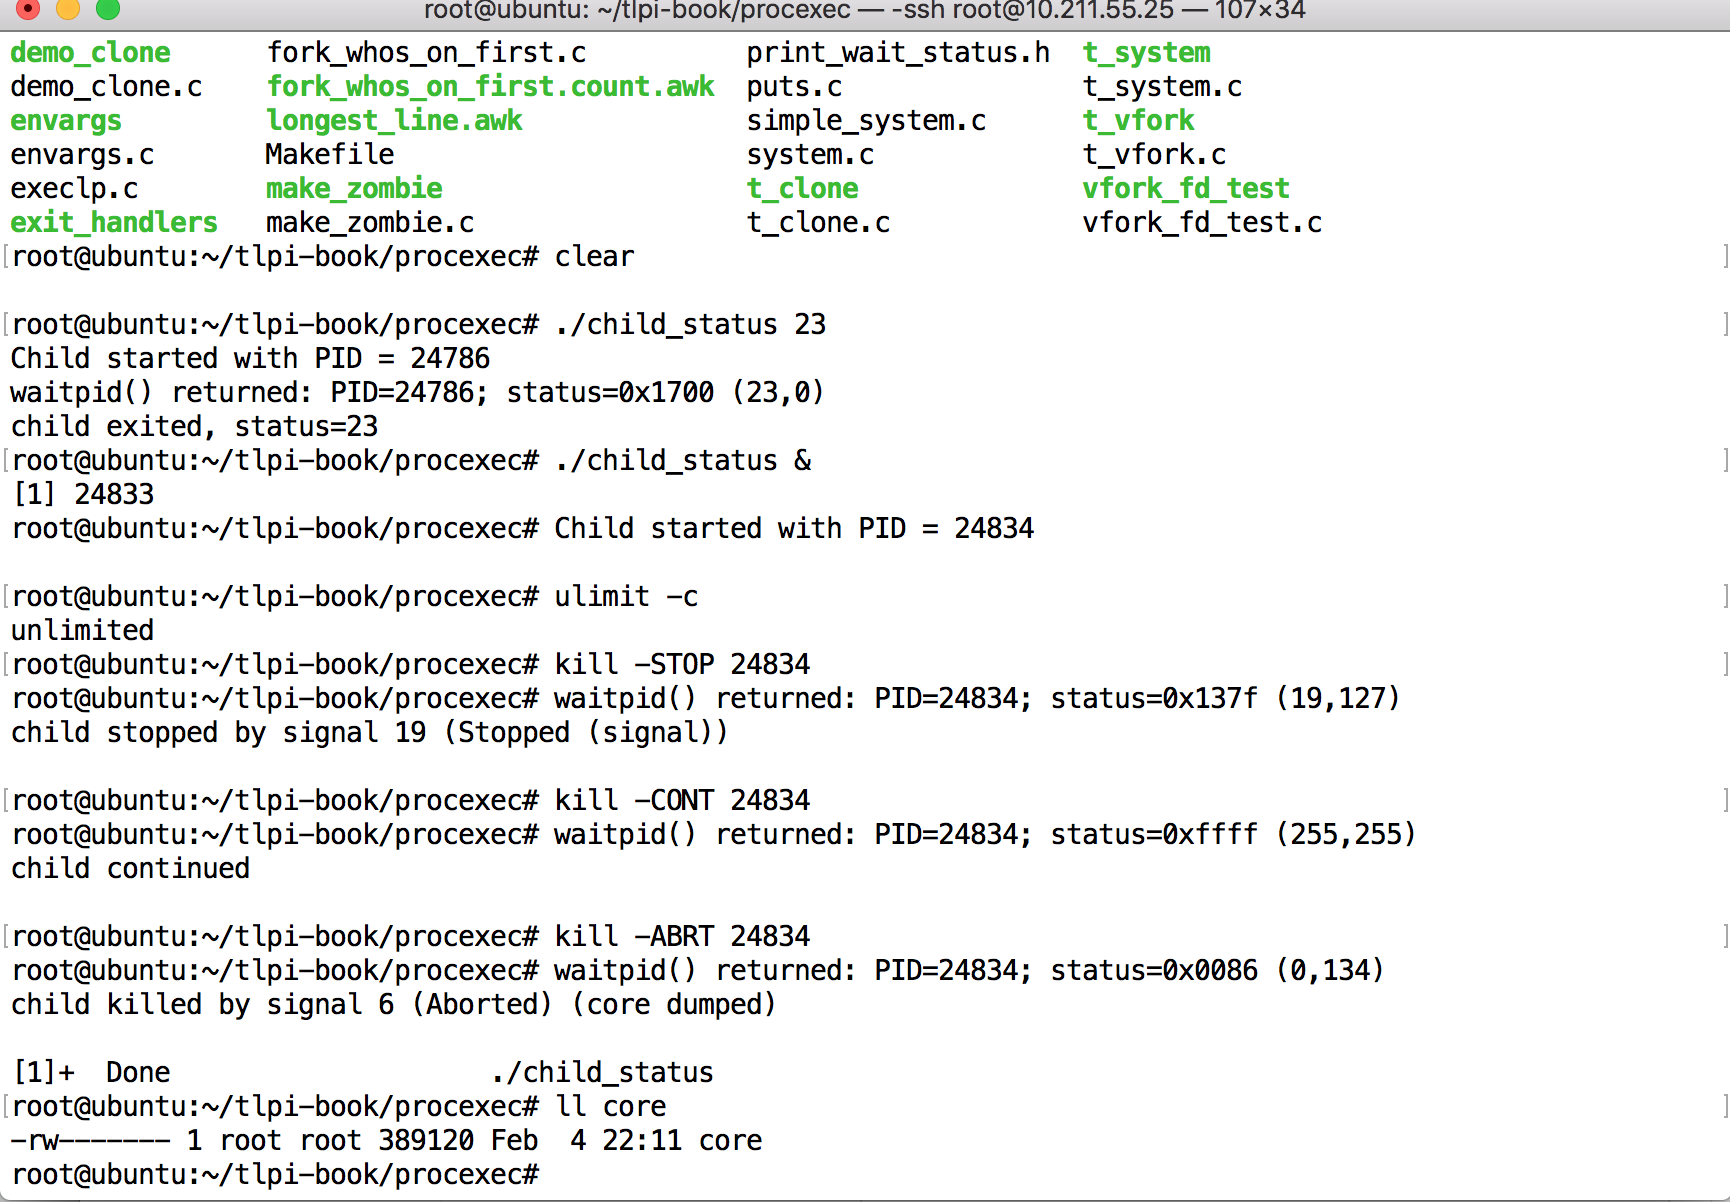 root@ubuntu: ~/tlpi-book/procexec — -ssh root@10.211.55.25 — 107×34
demo_clone      fork_whos_on_first.c          print_wait_status.h  t_system
demo_clone.c    fork_whos_on_first.count.awk  puts.c               t_system.c
envargs         longest_line.awk              simple_system.c      t_vfork
envargs.c       Makefile                      system.c             t_vfork.c
execlp.c        make_zombie                   t_clone              vfork_fd_test
exit_handlers   make_zombie.c                 t_clone.c            vfork_fd_test.c
[root@ubuntu:~/tlpi-book/procexec# clear ]
[root@ubuntu:~/tlpi-book/procexec# ./child_status 23 ]
Child started with PID = 24786
waitpid() returned: PID=24786; status=0x1700 (23,0)
child exited, status=23
[root@ubuntu:~/tlpi-book/procexec# ./child_status & ]
[1] 24833
root@ubuntu:~/tlpi-book/procexec# Child started with PID = 24834
[root@ubuntu:~/tlpi-book/procexec# ulimit -c ]
unlimited
[root@ubuntu:~/tlpi-book/procexec# kill -STOP 24834 ]
root@ubuntu:~/tlpi-book/procexec# waitpid() returned: PID=24834; status=0x137f (19,127)
child stopped by signal 19 (Stopped (signal))
[root@ubuntu:~/tlpi-book/procexec# kill -CONT 24834 ]
root@ubuntu:~/tlpi-book/procexec# waitpid() returned: PID=24834; status=0xffff (255,255)
child continued
[root@ubuntu:~/tlpi-book/procexec# kill -ABRT 24834 ]
root@ubuntu:~/tlpi-book/procexec# waitpid() returned: PID=24834; status=0x0086 (0,134)
child killed by signal 6 (Aborted) (core dumped)
[1]+  Done                    ./child_status
[root@ubuntu:~/tlpi-book/procexec# ll core ]
-rw------- 1 root root 389120 Feb  4 22:11 core
root@ubuntu:~/tlpi-book/procexec#